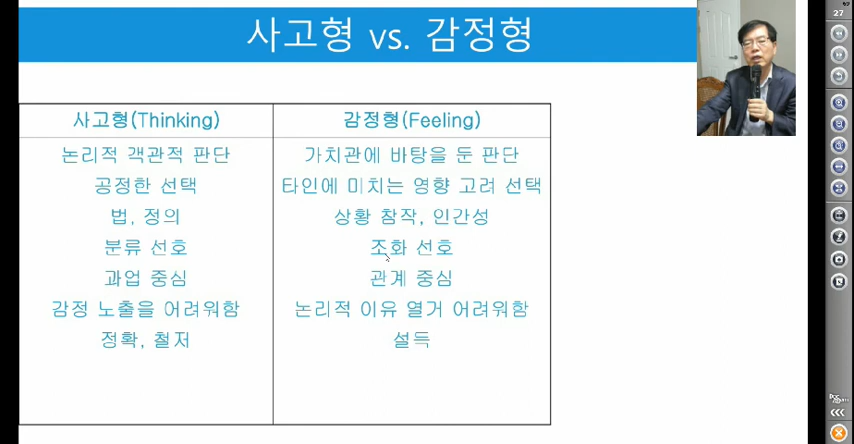 사고형 vs. 감정형
사고형(Thinking)
감정형(Feeling)
논리적 객관적 판단
가치관에 바탕을 둔 판단
공정한 선택
타인에 미치는 영향 고려 선택
법, 정의
상황 참작, 인간성
분류 선호
조화 선호
과업 중심
관계 중심
감정 노출을 어려워함
논리적 이유 열거 어려워함
정확, 철저
설득
27